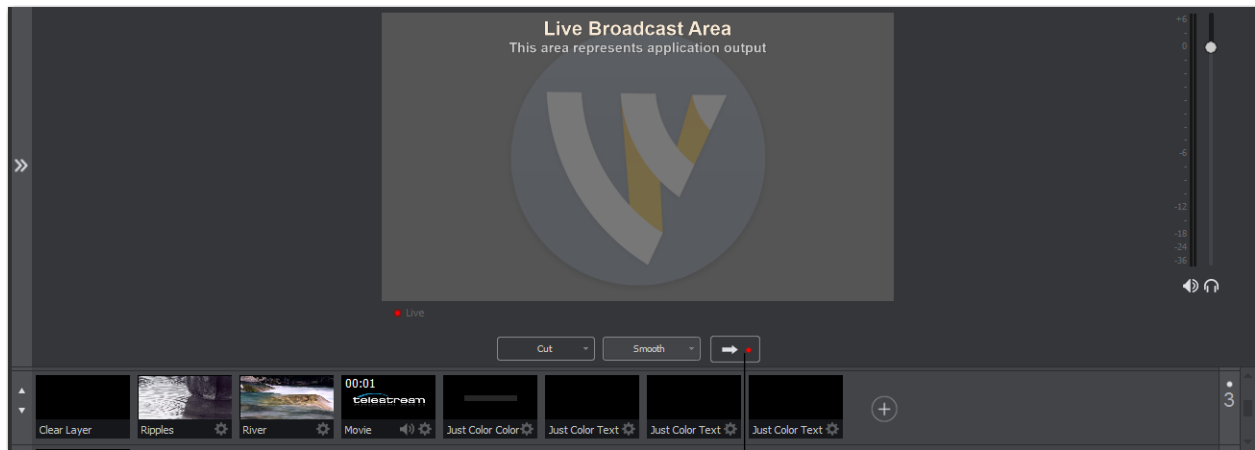 Live Broadcast Area
This area represents application output
+6
0
-6
-12
-18
-24
-36
Live
Cut
Smooth
00:01
telestream
3
Clear Layer
Ripples
River
Movie
Just Color Color
Just Color Text
Just Color Text
Just Color Text